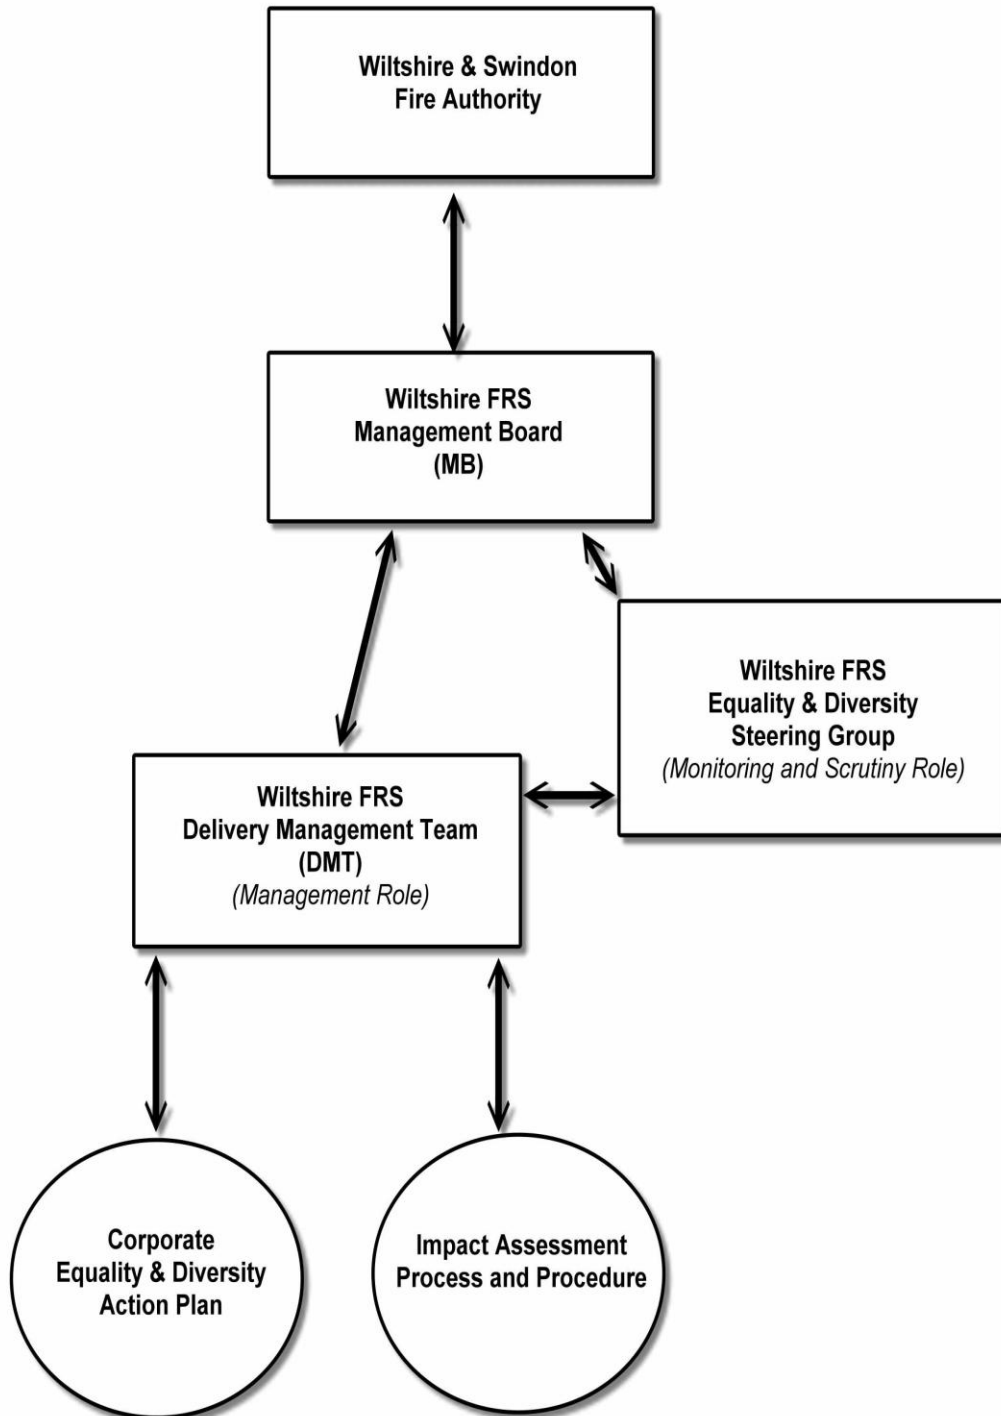 Wiltshire & Swindon
Fire Authority
Wiltshire FRS
Management Board
(MB)
Wiltshire FRS
Equality & Diversity
Steering Group
(Monitoring and Scrutiny Role)
Wiltshire FRS
Delivery Management Team
(DMT)
(Management Role)
Corporate
Equality & Diversity
Action Plan
Impact Assessment
Process and Procedure